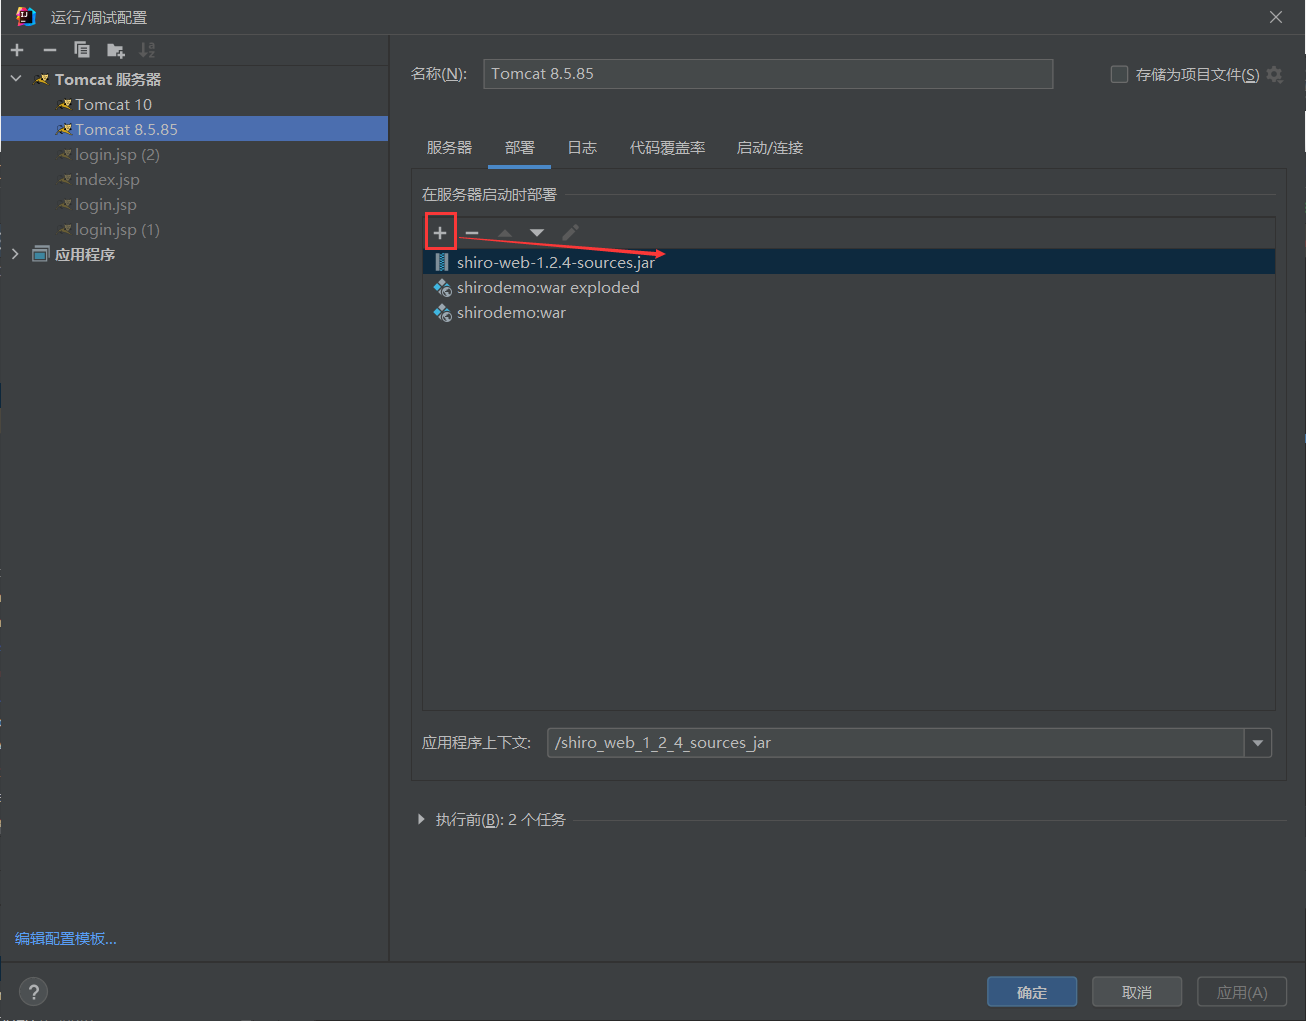 运行/调试配置
Tomcat 服务器
Tomcat 10
Tomcat 8.5.85
login.jsp (2)
index.jsp
login.jsp
login.jsp (1)
应用程序
编辑配置模板...
名称(N):
Tomcat 8.5.85
存储为项目文件(S)
服务器 部署 日志 代码覆盖率 启动/连接
在服务器启动时部署
shiro-web-1.2.4-sources.jar
shirodemo:war exploded
shirodemo:war
应用程序上下文: /shiro_web_1_2_4_sources_jar
执行前(B): 2 个任务
?
确定 取消 应用(A)